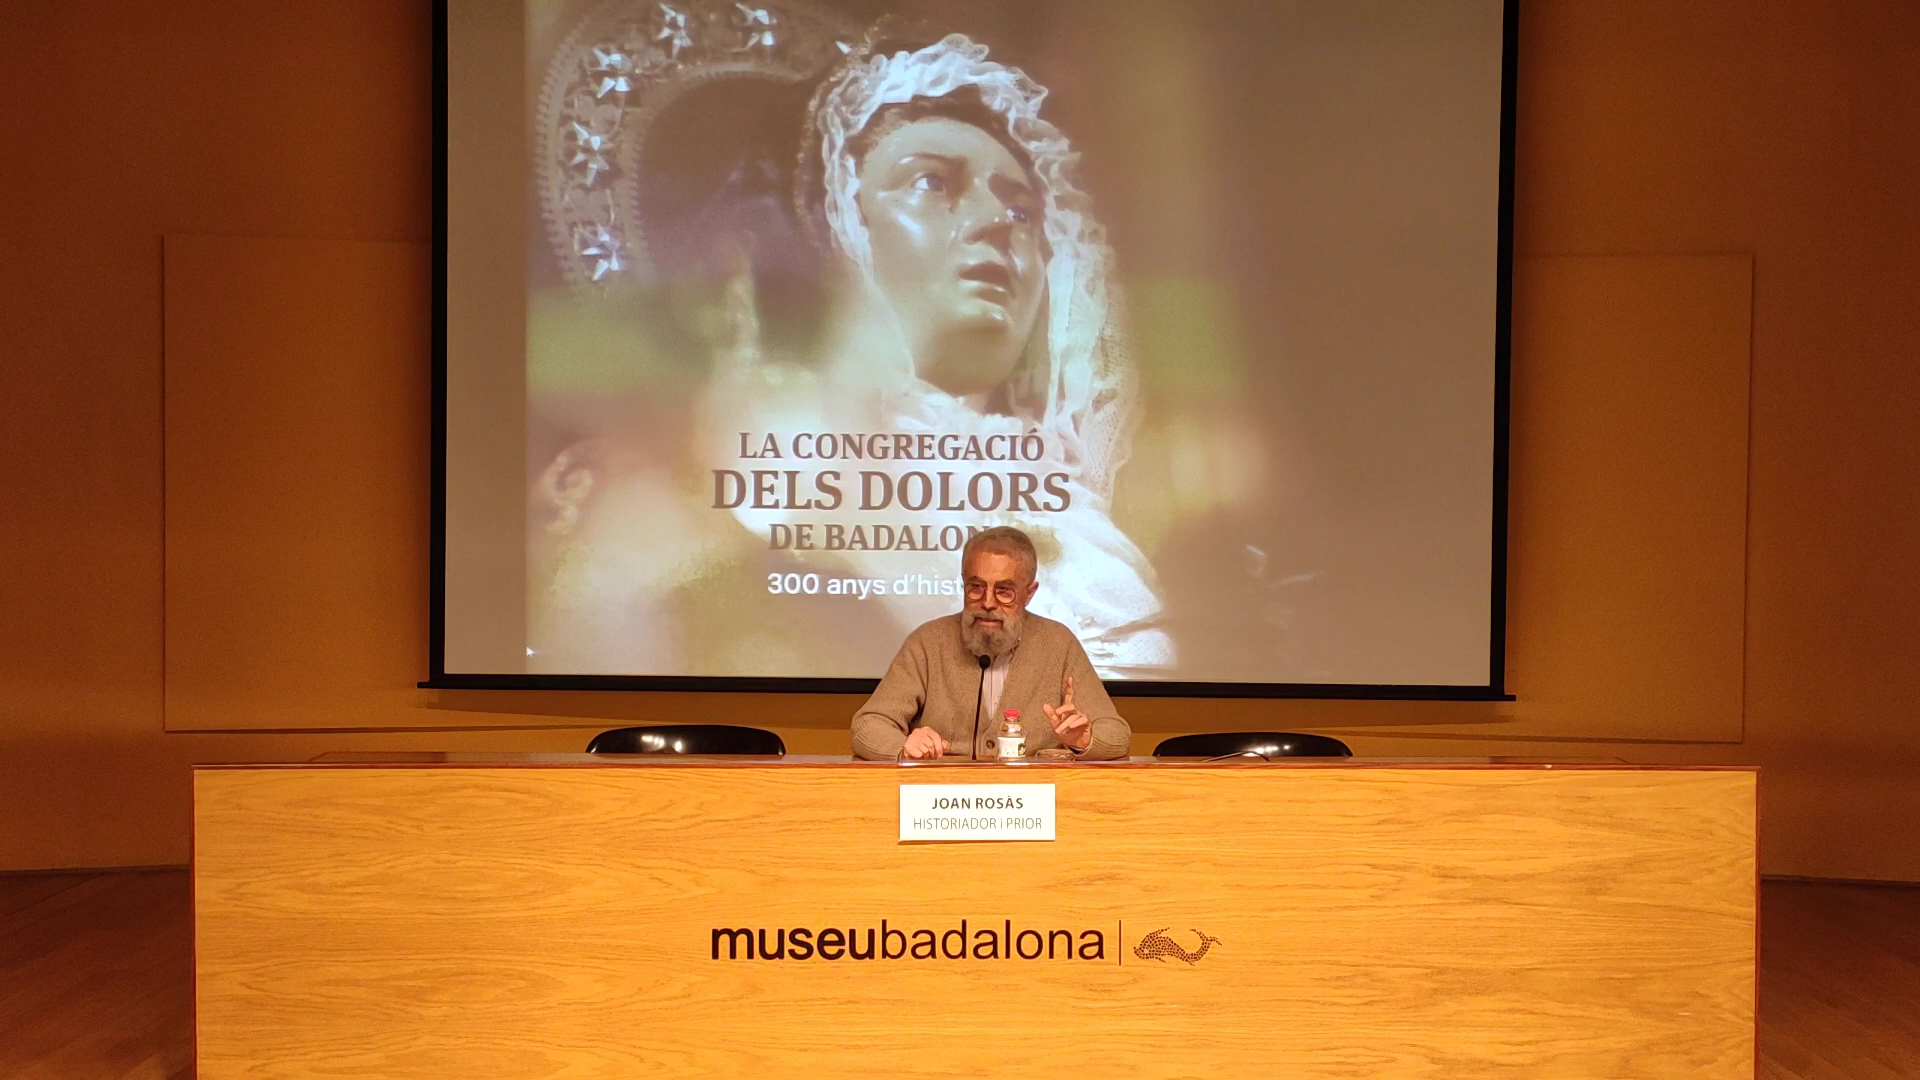 LA CONGREGACIÓ
DELS DOLORS
DE BADALON
300 anys d'hist
JOAN ROSÀS
HISTORIADOR i PRIOR
museubadalona